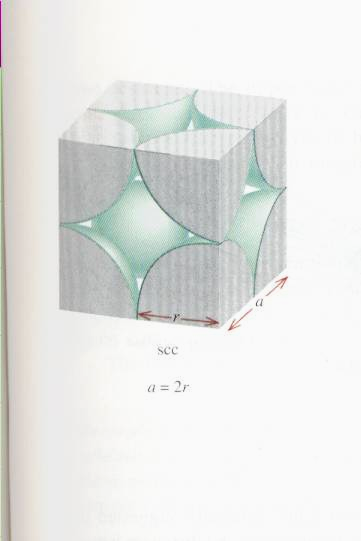 r
a
scc
a = 2r